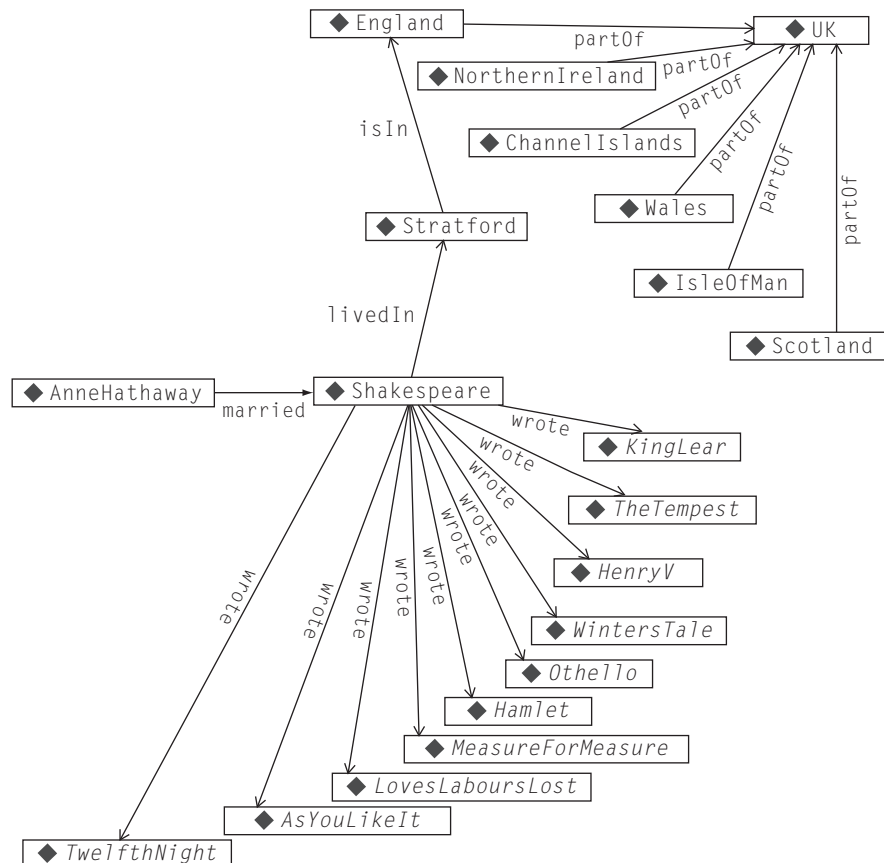 England
UK
partOf
NorthernIreland
partOf
partOf
isIn
ChannelIslands
partOf
Wales
partOf
partOf
Stratford
IsleOfMan
livedIn
Scotland
AnneHathaway
married
Shakespeare
wrote
KingLear
wrote
TheTempest
wrote
HenryV
wrote
WintersTale
wrote
Othello
wrote
Hamlet
wrote
MeasureForMeasure
wrote
LovesLaboursLost
wrote
AsYouLikeIt
wrote
TwelfthNight